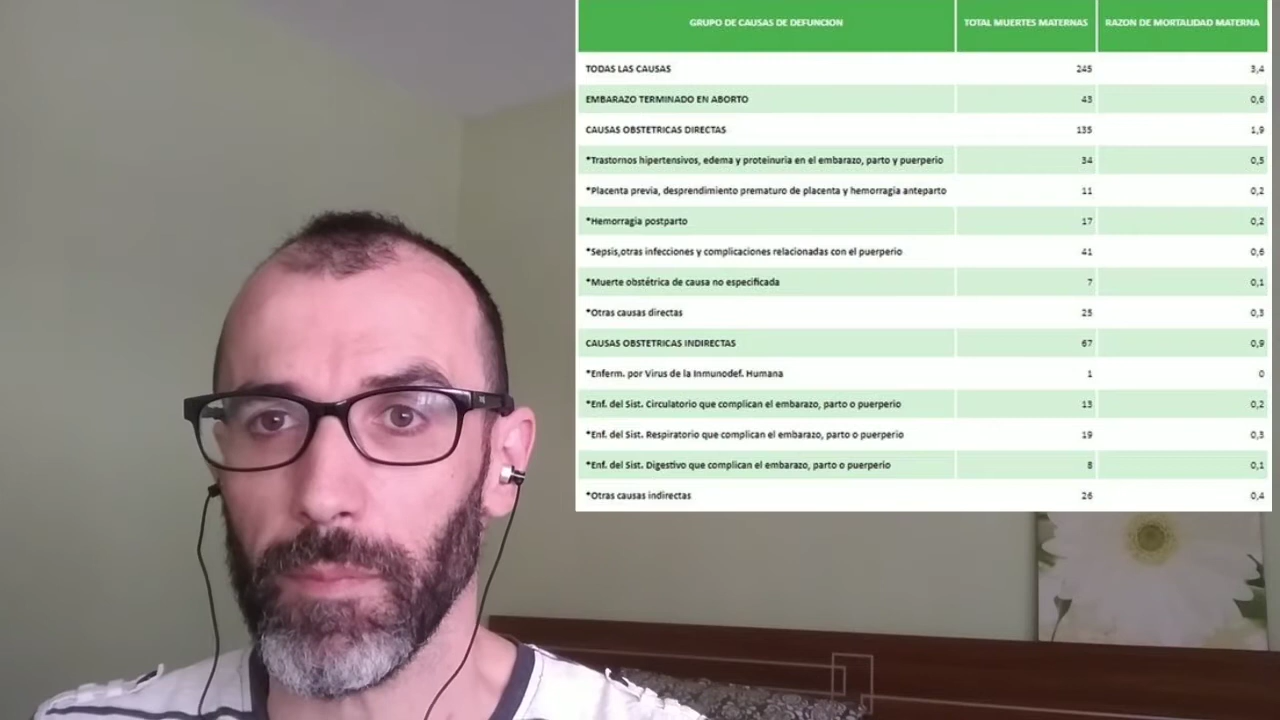 GRUPO DE CAUSAS DE DEFUNCION TOTAL MUERTES MATERNAS RAZON DE MORTALIDAD MATERNA
TODAS LAS CAUSAS 245 3,4
EMBARAZO TERMINADO EN ABORTO 43 0,6
CAUSAS OBSTETRICAS DIRECTAS 135 1,9
*Trastornos hipertensivos, edema y proteinuria en el embarazo, parto y puerperio 34 0,5
*Placenta previa, desprendimiento prematuro de placenta y hemorragia anteparto 11 0,2
*Hemorragia postparto 17 0,2
*Sepsis,otras infecciones y complicaciones relacionadas con el puerperio 41 0,6
*Muerte obstétrica de causa no especificada 7 0,1
*Otras causas directas 25 0,3
CAUSAS OBSTETRICAS INDIRECTAS 67 0,9
*Enferm. por Virus de la Inmunodef. Humana 1 0
*Enf. del Sist. Circulatorio que complican el embarazo, parto o puerperio 13 0,2
*Enf. del Sist. Respiratorio que complican el embarazo, parto o puerperio 19 0,3
*Enf. del Sist. Digestivo que complican el embarazo, parto o puerperio 8 0,1
*Otras causas indirectas 26 0,4